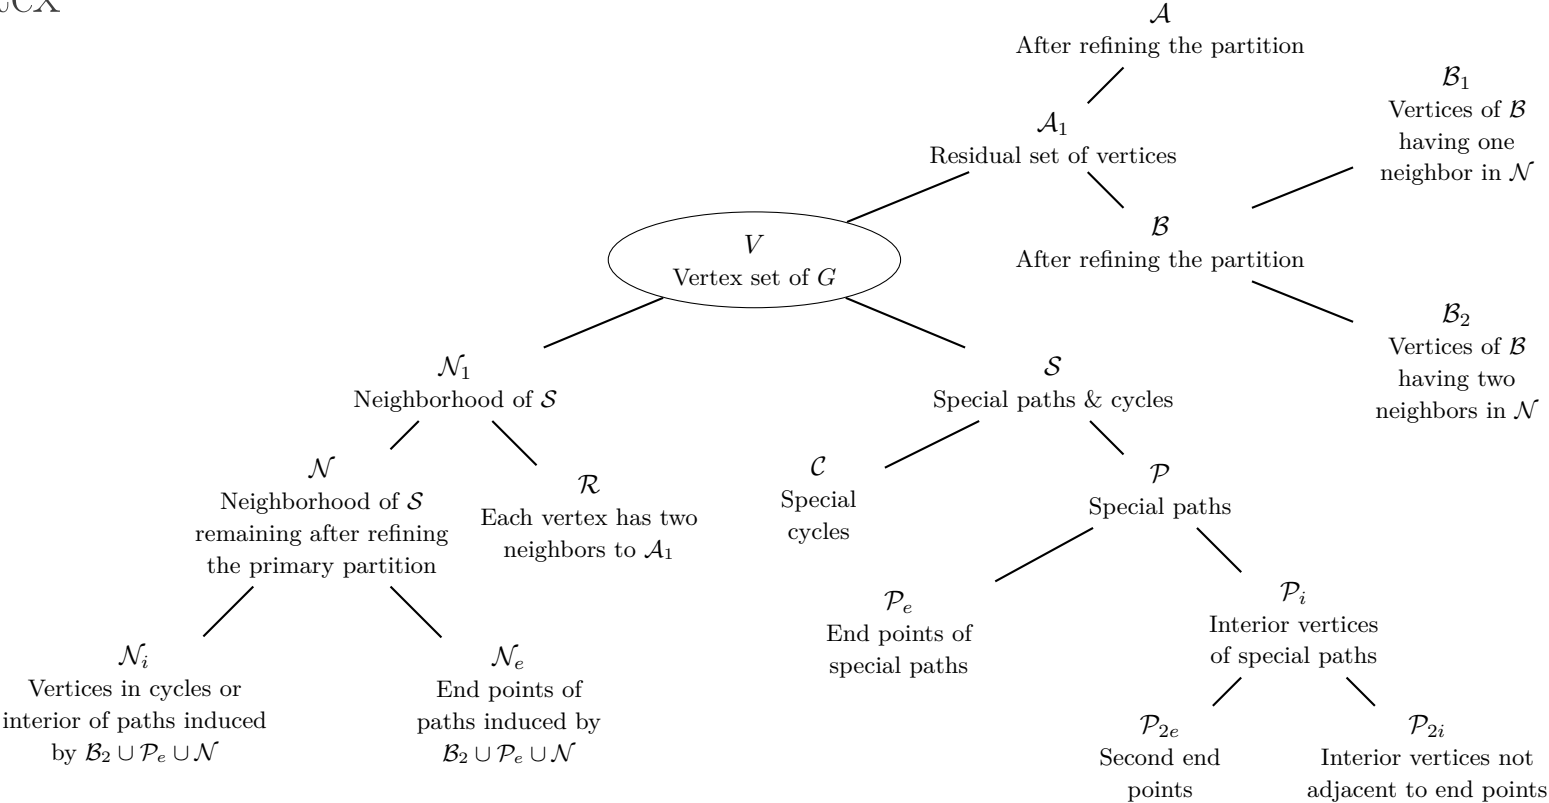 𝒜
After refining the partition
𝒜₁
Residual set of vertices
ℬ₁
Vertices of ℬ
having one
neighbor in 𝒩
V
Vertex set of G
ℬ
After refining the partition
ℬ₂
Vertices of ℬ
having two
neighbors in 𝒩
𝒩₁
Neighborhood of 𝒮
𝒮
Special paths & cycles
𝒩
Neighborhood of 𝒮
remaining after refining
the primary partition
ℛ
Each vertex has two
neighbors to 𝒜₁
𝒞
Special
cycles
𝒫
Special paths
𝒫ₑ
End points of
special paths
𝒫ᵢ
Interior vertices
of special paths
𝒩ᵢ
Vertices in cycles or
interior of paths induced
by ℬ₂ ∪ 𝒫ₑ ∪ 𝒩
𝒩ₑ
End points of
paths induced by
ℬ₂ ∪ 𝒫ₑ ∪ 𝒩
𝒫₂ₑ
Second end
points
𝒫₂ᵢ
Interior vertices not
adjacent to end points